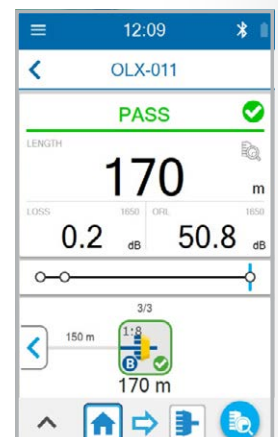 12:09
OLX-011
PASS
LENGTH
170 m
LOSS 1650 ORL 1650
0.2 dB 50.8 dB
3/3
150 m
1:8
B
170 m